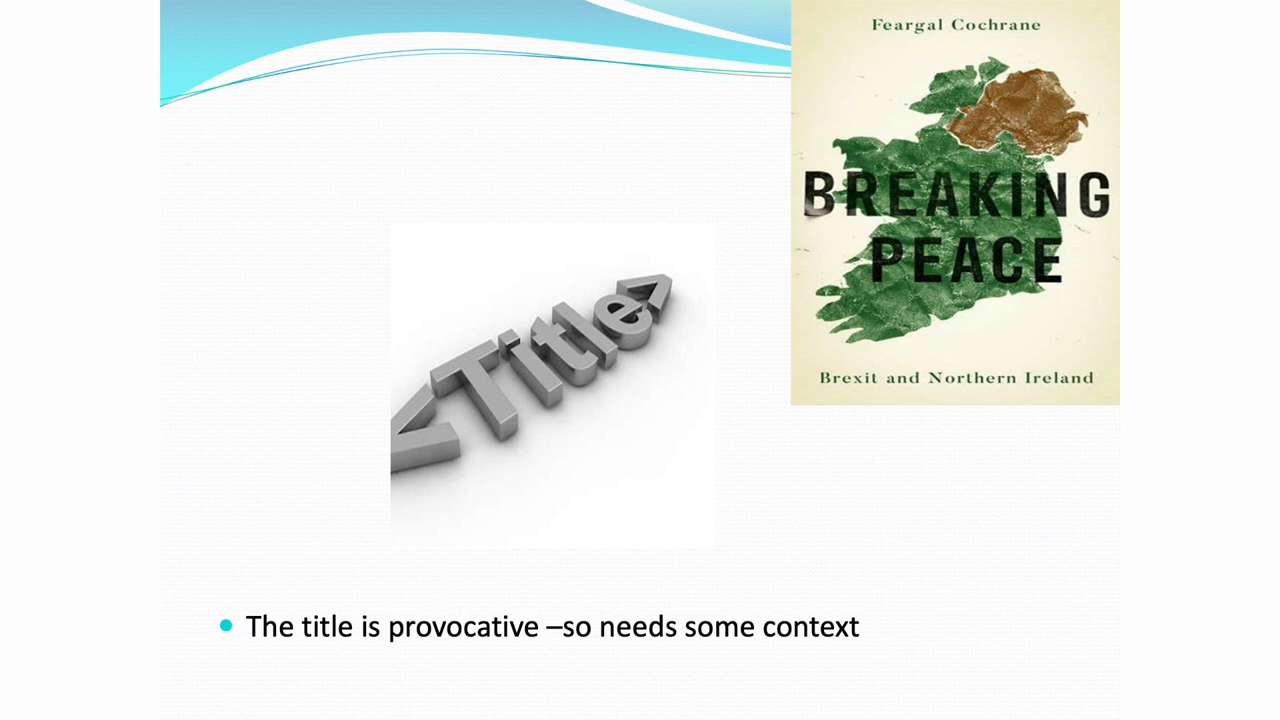 Feargal Cochrane
BREAKING
PEACE
Brexit and Northern Ireland
<Title>
The title is provocative –so needs some context